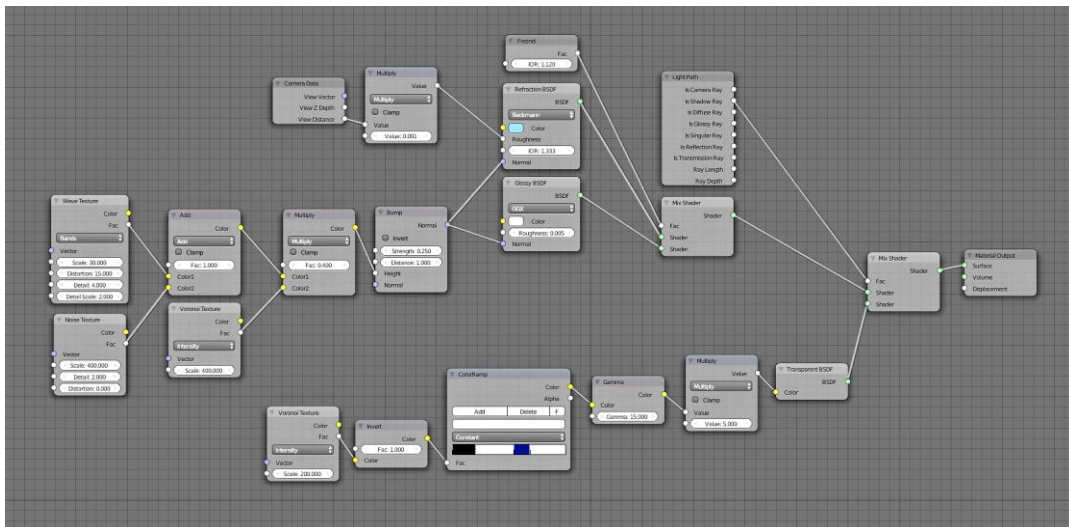 Fresnel
Fac
IOR: 1.120
Camera Data
View Vector
View Z Depth
View Distance
Multiply
Value
Multiply
Clamp
Value
Value: 0.001
Refraction BSDF
BSDF
Beckmann
Color
Roughness
IOR: 1.333
Normal
Light Path
Is Camera Ray
Is Shadow Ray
Is Diffuse Ray
Is Glossy Ray
Is Singular Ray
Is Reflection Ray
Is Transmission Ray
Ray Length
Ray Depth
Glossy BSDF
BSDF
GGX
Color
Roughness: 0.005
Normal
Mix Shader
Shader
Fac
Shader
Shader
Wave Texture
Color
Fac
Bands
Vector
Scale: 30.000
Distortion: 15.000
Detail: 4.000
Detail Scale: 2.000
Add
Color
Add
Clamp
Fac: 1.000
Color1
Color2
Multiply
Color
Multiply
Clamp
Fac: 0.400
Color1
Color2
Bump
Normal
Invert
Strength: 0.250
Distance: 1.000
Height
Normal
Mix Shader
Shader
Fac
Shader
Shader
Material Output
Surface
Volume
Displacement
Noise Texture
Color
Fac
Vector
Scale: 400.000
Detail: 2.000
Distortion: 0.000
Voronoi Texture
Color
Fac
Intensity
Vector
Scale: 400.000
Voronoi Texture
Color
Fac
Intensity
Vector
Scale: 200.000
Invert
Color
Fac: 1.000
Color
ColorRamp
Color
Alpha
Add Delete F
Constant
Fac
Gamma
Color
Color
Gamma: 15.000
Multiply
Value
Multiply
Clamp
Value
Value: 5.000
Transparent BSDF
BSDF
Color